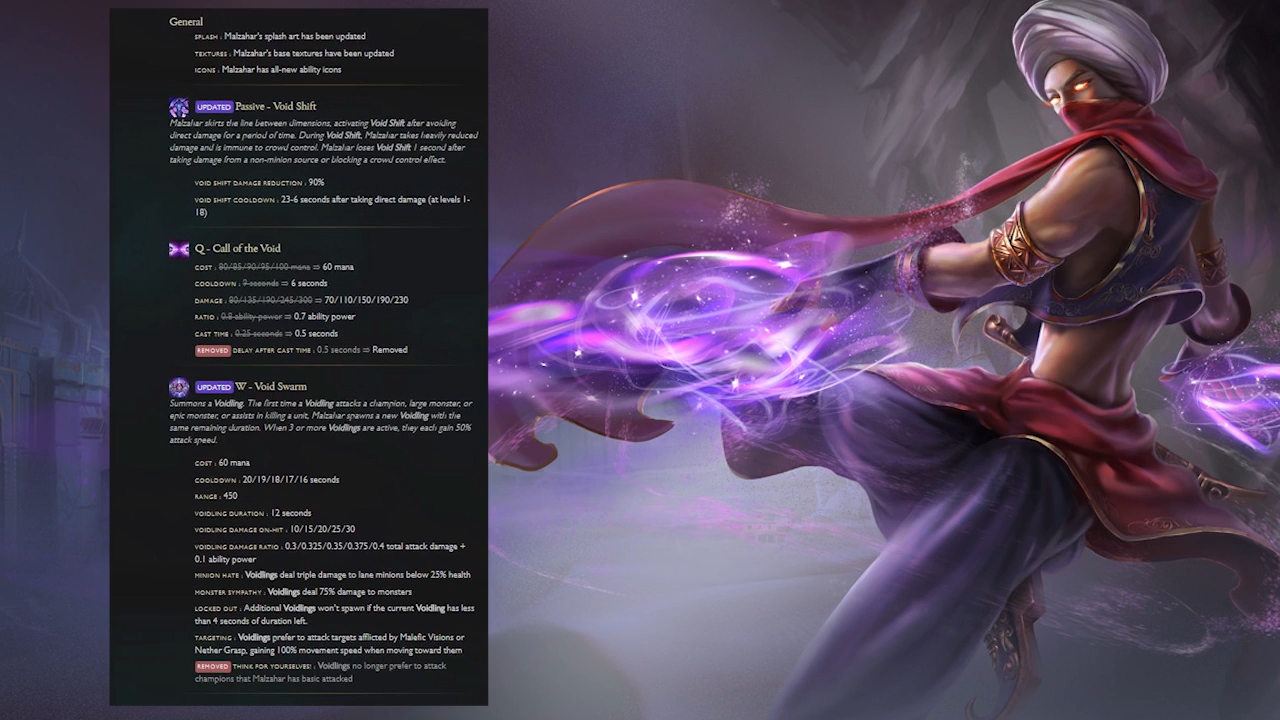 General
SPLASH : Malzahar's splash art has been updated
TEXTURES : Malzahar's base textures have been updated
ICONS : Malzahar has all-new ability icons
UPDATED Passive - Void Shift
Malzahar skirts the line between dimensions, activating Void Shift after avoiding
direct damage for a period of time. During Void Shift, Malzahar takes heavily reduced
damage and is immune to crowd control. Malzahar loses Void Shift 1 second after
taking damage from a non-minion source or blocking a crowd control effect.
VOID SHIFT DAMAGE REDUCTION : 90%
VOID SHIFT COOLDOWN : 23-6 seconds after taking direct damage (at levels 1-
18)
Q - Call of the Void
COST : 80/85/90/95/100 mana ⇒ 60 mana
COOLDOWN : 9 seconds ⇒ 6 seconds
DAMAGE : 80/135/190/245/300 ⇒ 70/110/150/190/230
RATIO : 0.8 ability power ⇒ 0.7 ability power
CAST TIME : 0.25 seconds ⇒ 0.5 seconds
REMOVED DELAY AFTER CAST TIME : 0.5 seconds ⇒ Removed
UPDATED W - Void Swarm
Summons a Voidling. The first time a Voidling attacks a champion, large monster, or
epic monster, or assists in killing a unit, Malzahar spawns a new Voidling with the
same remaining duration. When 3 or more Voidlings are active, they each gain 50%
attack speed.
COST : 60 mana
COOLDOWN : 20/19/18/17/16 seconds
RANGE : 450
VOIDLING DURATION : 12 seconds
VOIDLING DAMAGE ON-HIT : 10/15/20/25/30
VOIDLING DAMAGE RATIO : 0.3/0.325/0.35/0.375/0.4 total attack damage +
0.1 ability power
MINION HATE : Voidlings deal triple damage to lane minions below 25% health
MONSTER SYMPATHY : Voidlings deal 75% damage to monsters
LOCKED OUT : Additional Voidlings won't spawn if the current Voidling has less
than 4 seconds of duration left.
TARGETING : Voidlings prefer to attack targets afflicted by Malefic Visions or
Nether Grasp, gaining 100% movement speed when moving toward them
REMOVED THINK FOR YOURSELVES! : Voidlings no longer prefer to attack
champions that Malzahar has basic attacked